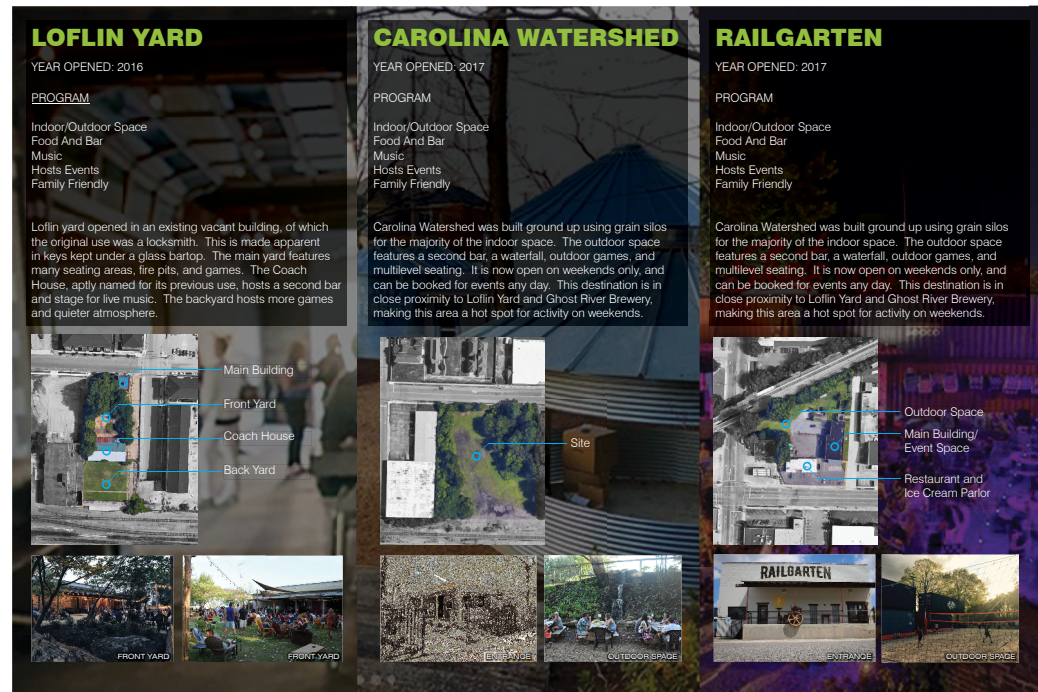 LOFLIN YARD
YEAR OPENED: 2016
PROGRAM
Indoor/Outdoor Space
Food And Bar
Music
Hosts Events
Family Friendly
Loflin yard opened in an existing vacant building, of which
the original use was a locksmith.  This is made apparent
in keys kept under a glass bartop.  The main yard features
many seating areas, fire pits, and games.  The Coach
House, aptly named for its previous use, hosts a second bar
and stage for live music.  The backyard hosts more games
and quieter atmosphere.
Main Building
Front Yard
Coach House
Back Yard
FRONT YARD
FRONT YARD
CAROLINA WATERSHED
YEAR OPENED: 2017
PROGRAM
Indoor/Outdoor Space
Food And Bar
Music
Hosts Events
Family Friendly
Carolina Watershed was built ground up using grain silos
for the majority of the indoor space.  The outdoor space
features a second bar, a waterfall, outdoor games, and
multilevel seating.  It is now open on weekends only, and
can be booked for events any day.  This destination is in
close proximity to Loflin Yard and Ghost River Brewery,
making this area a hot spot for activity on weekends.
Site
ENTRANCE
OUTDOOR SPACE
RAILGARTEN
YEAR OPENED: 2017
PROGRAM
Indoor/Outdoor Space
Food And Bar
Music
Hosts Events
Family Friendly
Carolina Watershed was built ground up using grain silos
for the majority of the indoor space.  The outdoor space
features a second bar, a waterfall, outdoor games, and
multilevel seating.  It is now open on weekends only, and
can be booked for events any day.  This destination is in
close proximity to Loflin Yard and Ghost River Brewery,
making this area a hot spot for activity on weekends.
Outdoor Space
Main Building/
Event Space
Restaurant and
Ice Cream Parlor
RAILGARTEN
ENTRANCE
OUTDOOR SPACE